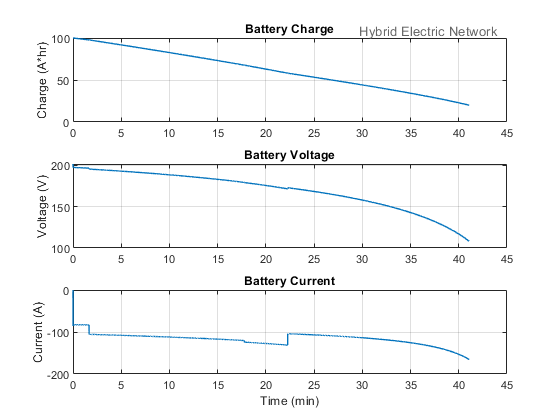 Battery Charge
Hybrid Electric Network
Charge (A*hr)
100
50
0
0 5 10 15 20 25 30 35 40 45
Battery Voltage
Voltage (V)
200
150
100
0 5 10 15 20 25 30 35 40 45
Battery Current
Current (A)
0
-100
-200
0 5 10 15 20 25 30 35 40 45
Time (min)